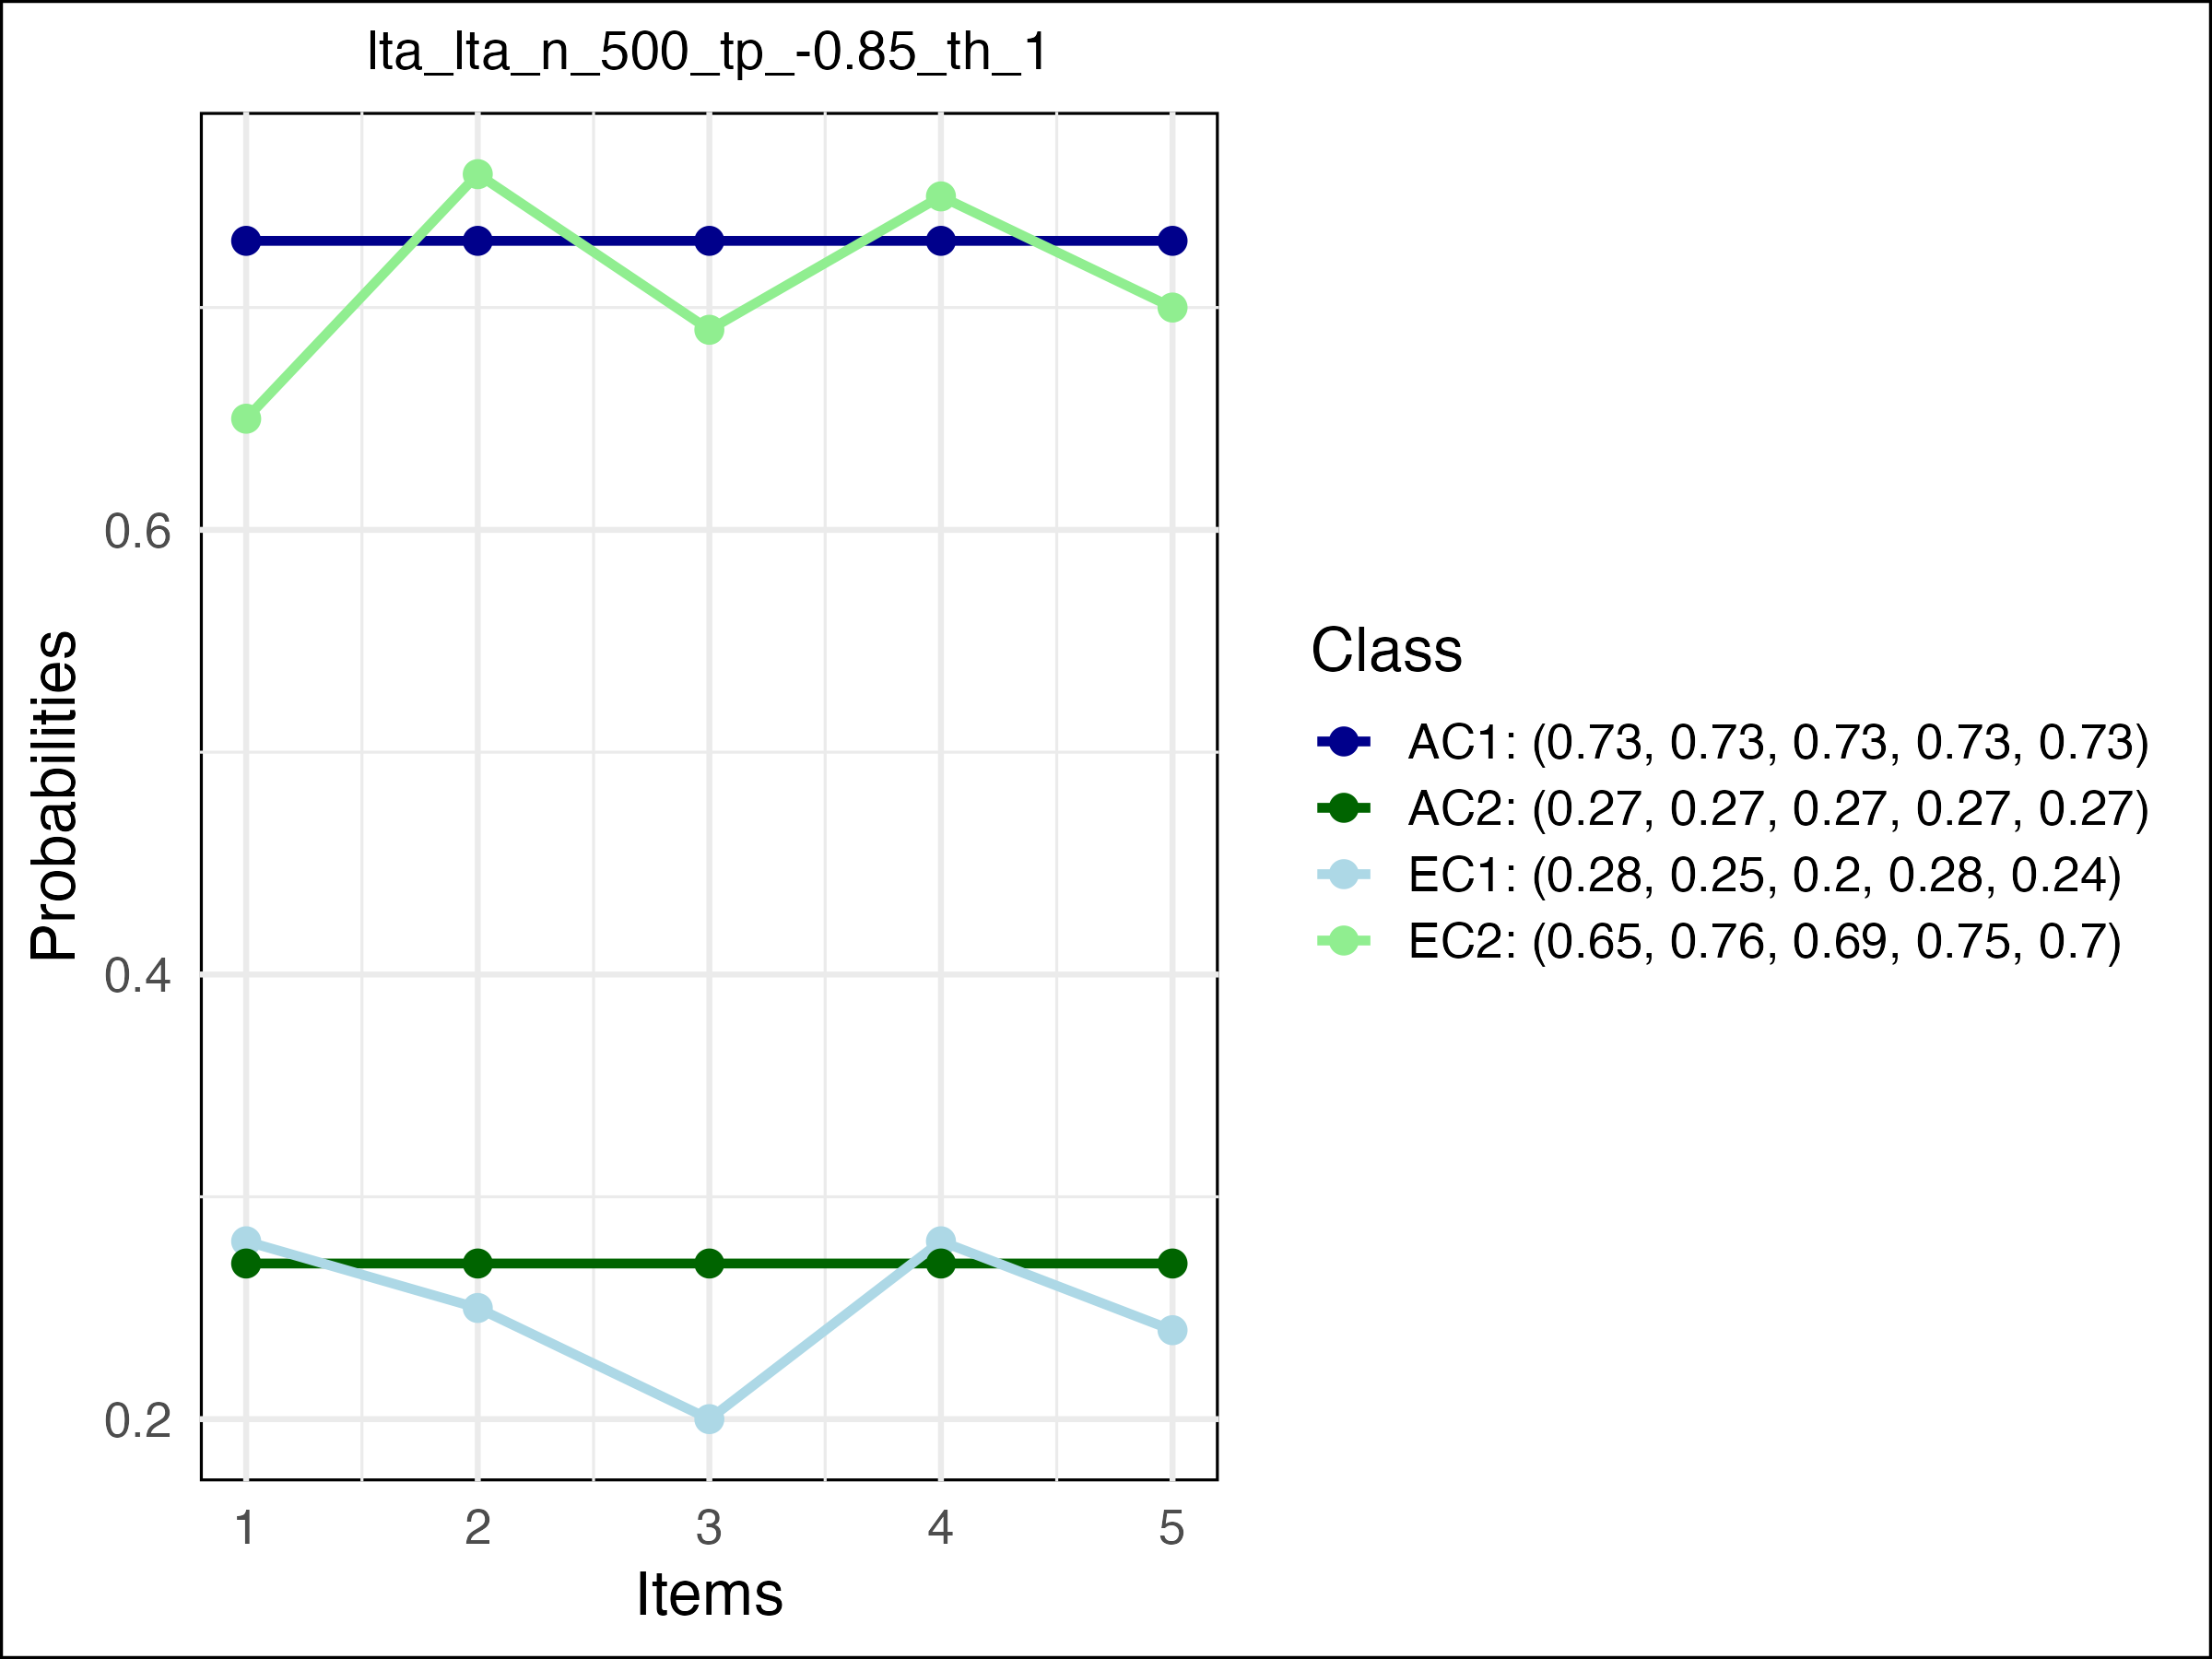 lta_lta_n_500_tp_-0.85_th_1
Probabilities
0.6
0.4
0.2
1 2 3 4 5
Items
Class
AC1: (0.73, 0.73, 0.73, 0.73, 0.73)
AC2: (0.27, 0.27, 0.27, 0.27, 0.27)
EC1: (0.28, 0.25, 0.2, 0.28, 0.24)
EC2: (0.65, 0.76, 0.69, 0.75, 0.7)